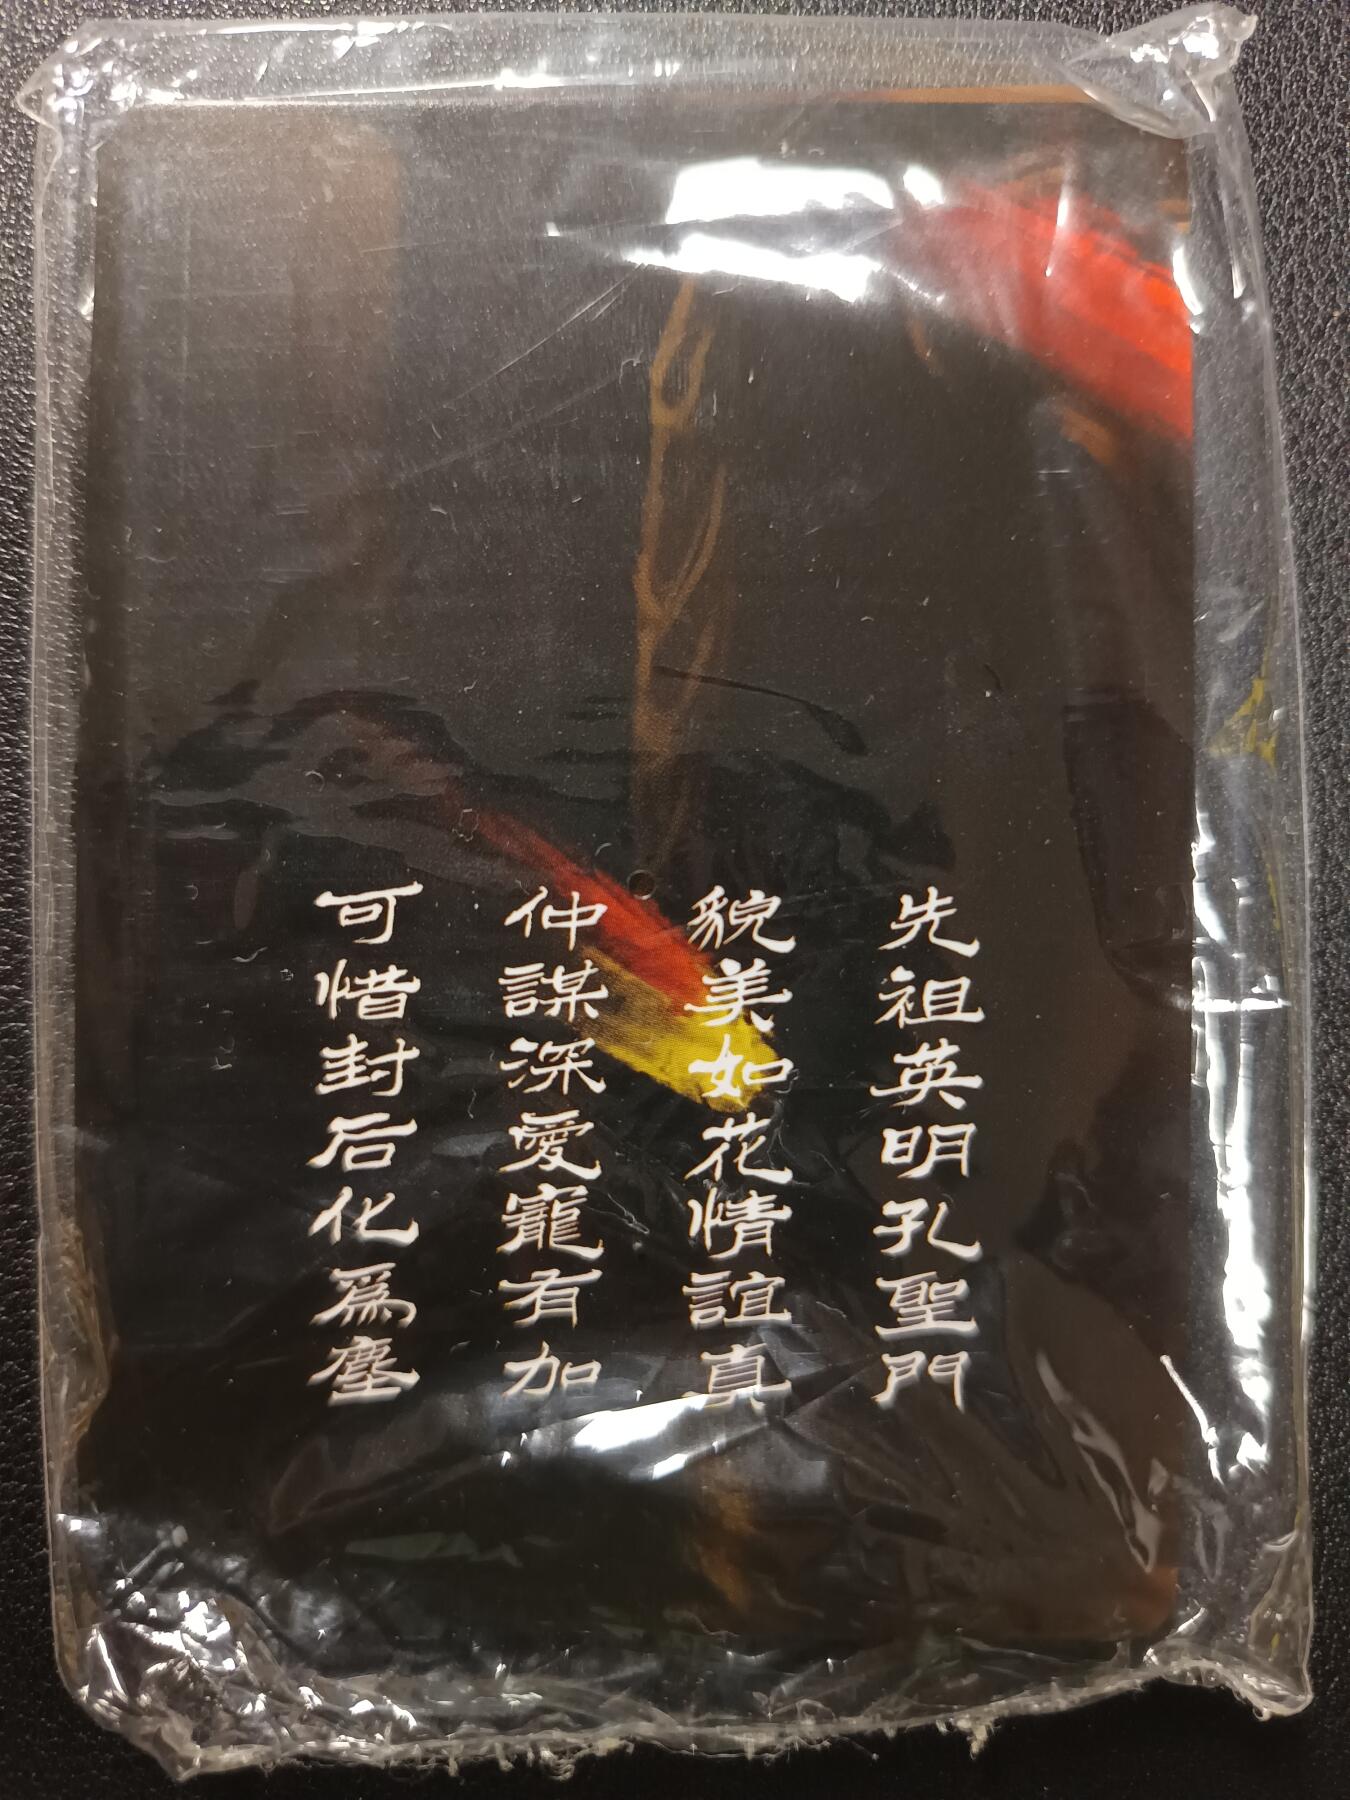 先祖英明孔聖門
貌美如花情誼真
仲謀深愛寵有加
可惜封后化爲塵